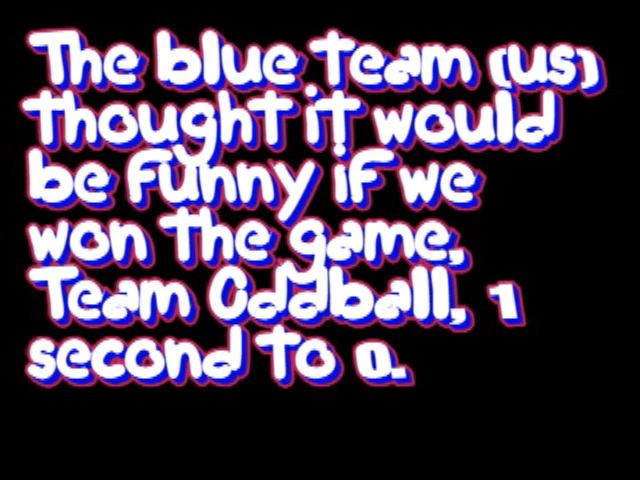 The blue team (us)
thought it would
be funny if we
won the game,
Team Oddball, 1
second to 0.